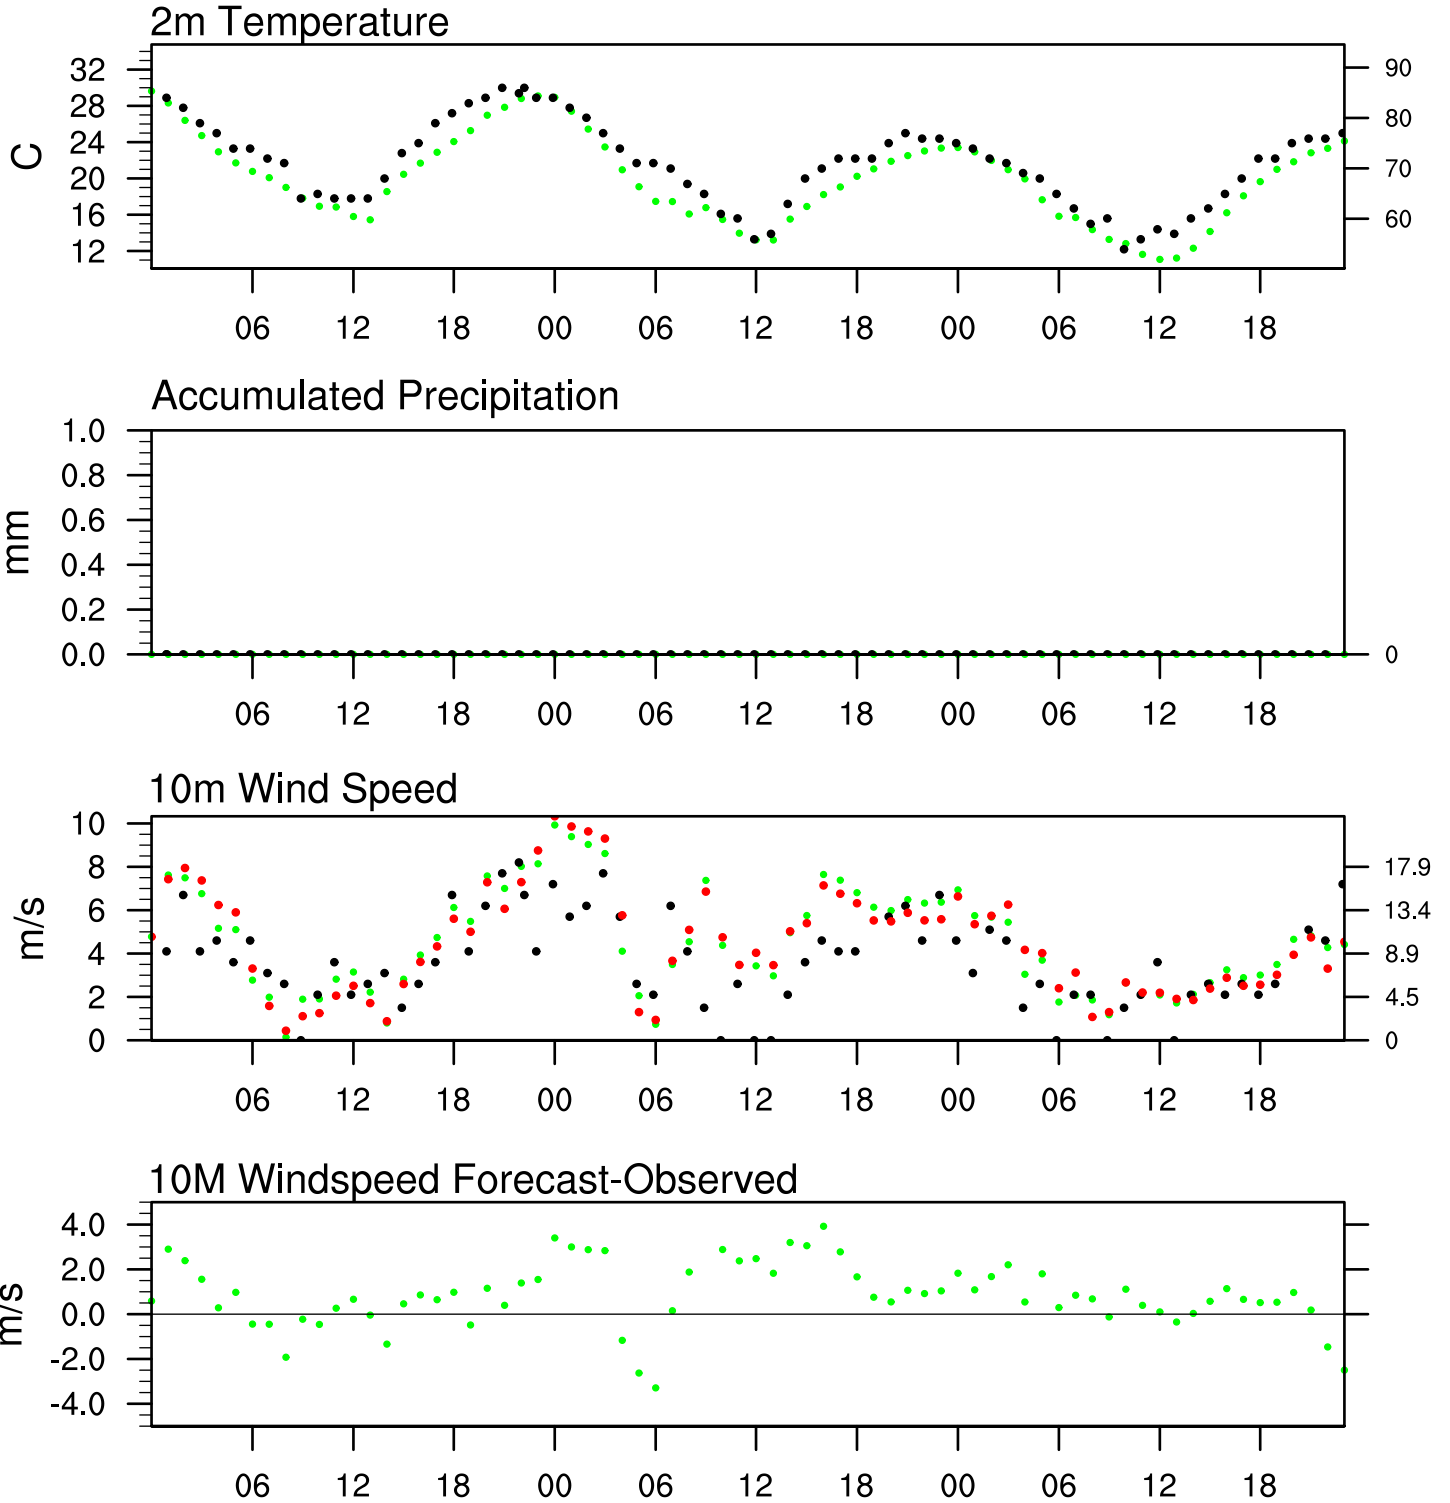 2m Temperature
32
28
24
20
16
12
C
90
80
70
60
06 12 18 00 06 12 18 00 06 12 18
Accumulated Precipitation
1.0
0.8
0.6
0.4
0.2
0.0
mm
0
06 12 18 00 06 12 18 00 06 12 18
10m Wind Speed
10
8
6
4
2
0
m/s
17.9
13.4
8.9
4.5
0
06 12 18 00 06 12 18 00 06 12 18
10M Windspeed Forecast-Observed
4.0
2.0
0.0
-2.0
-4.0
m/s
06 12 18 00 06 12 18 00 06 12 18